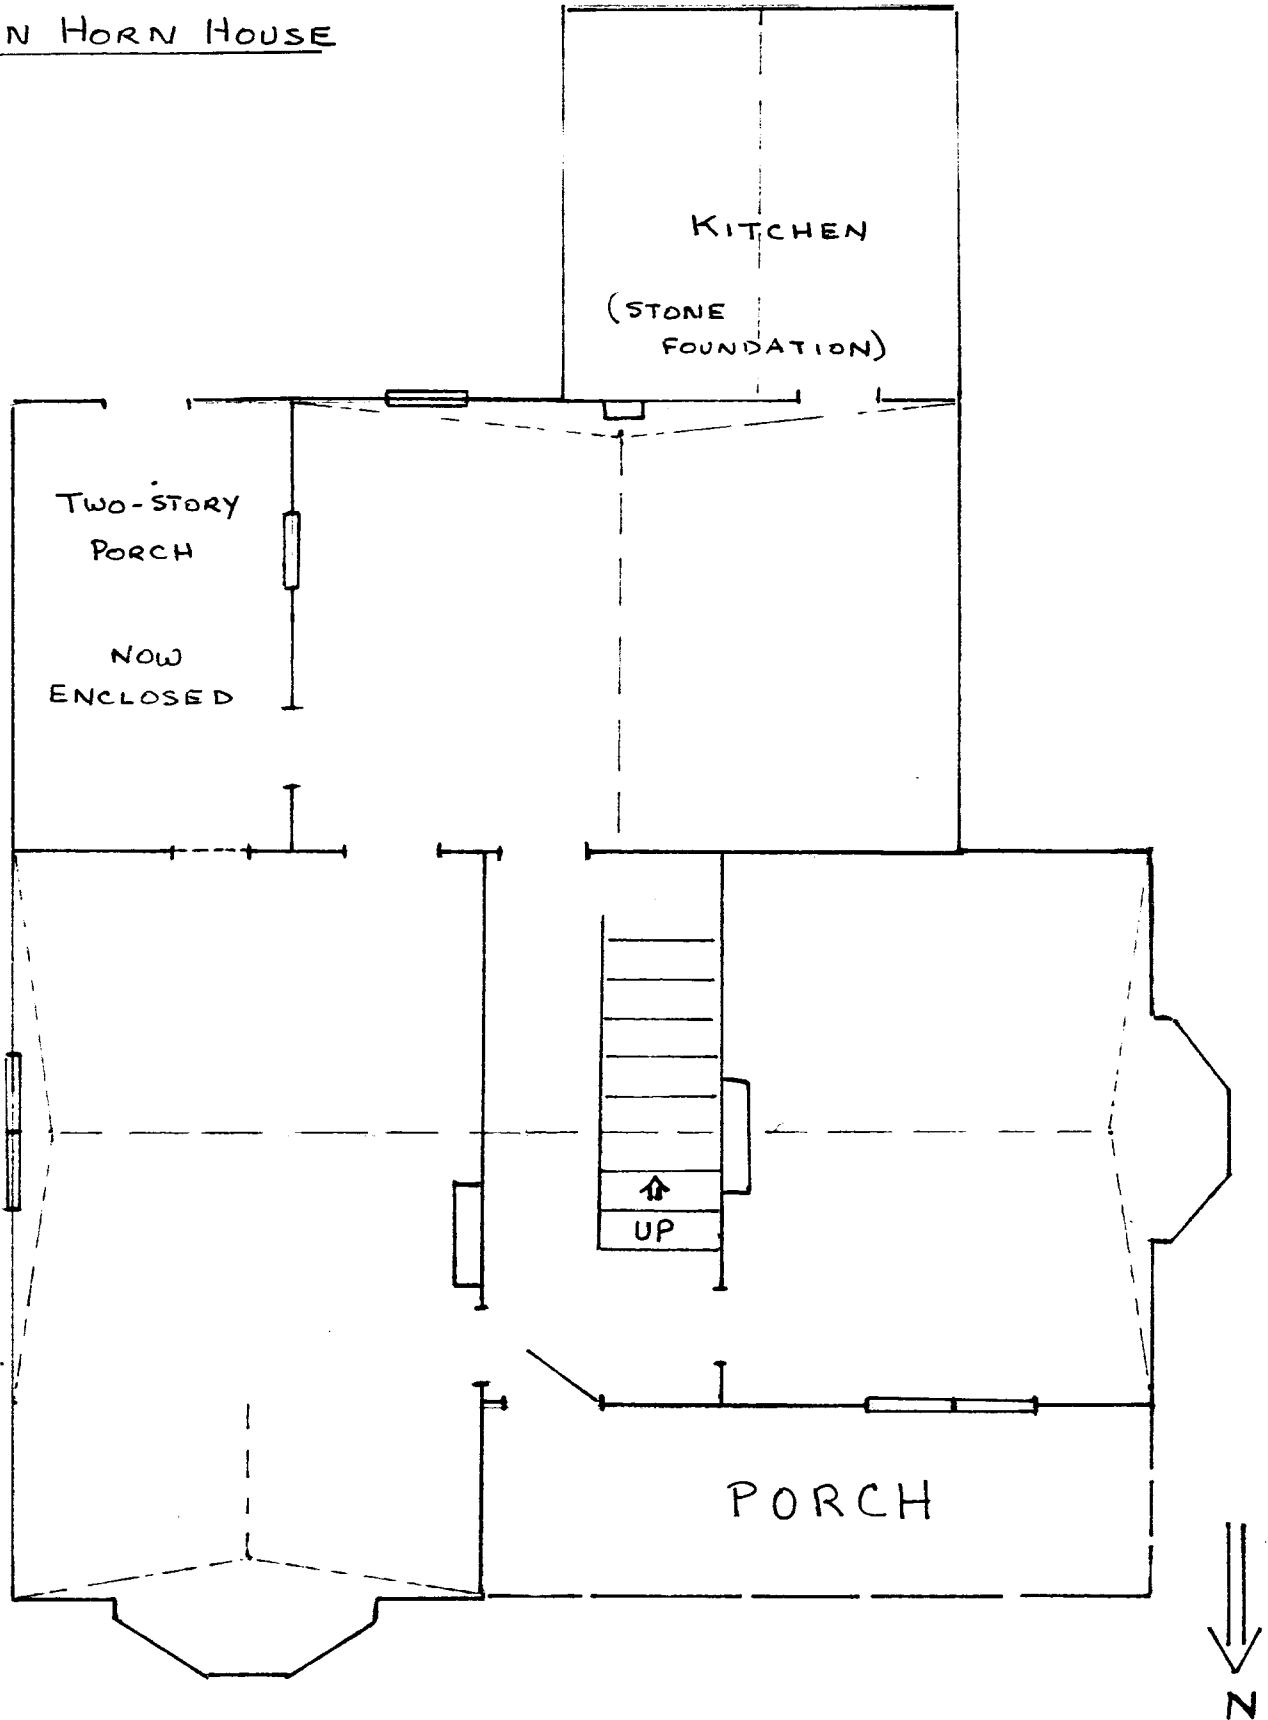 N HORN HOUSE
KITCHEN
(STONE
FOUNDATION)
TWO-STORY
PORCH
NOW
ENCLOSED
UP
PORCH
N